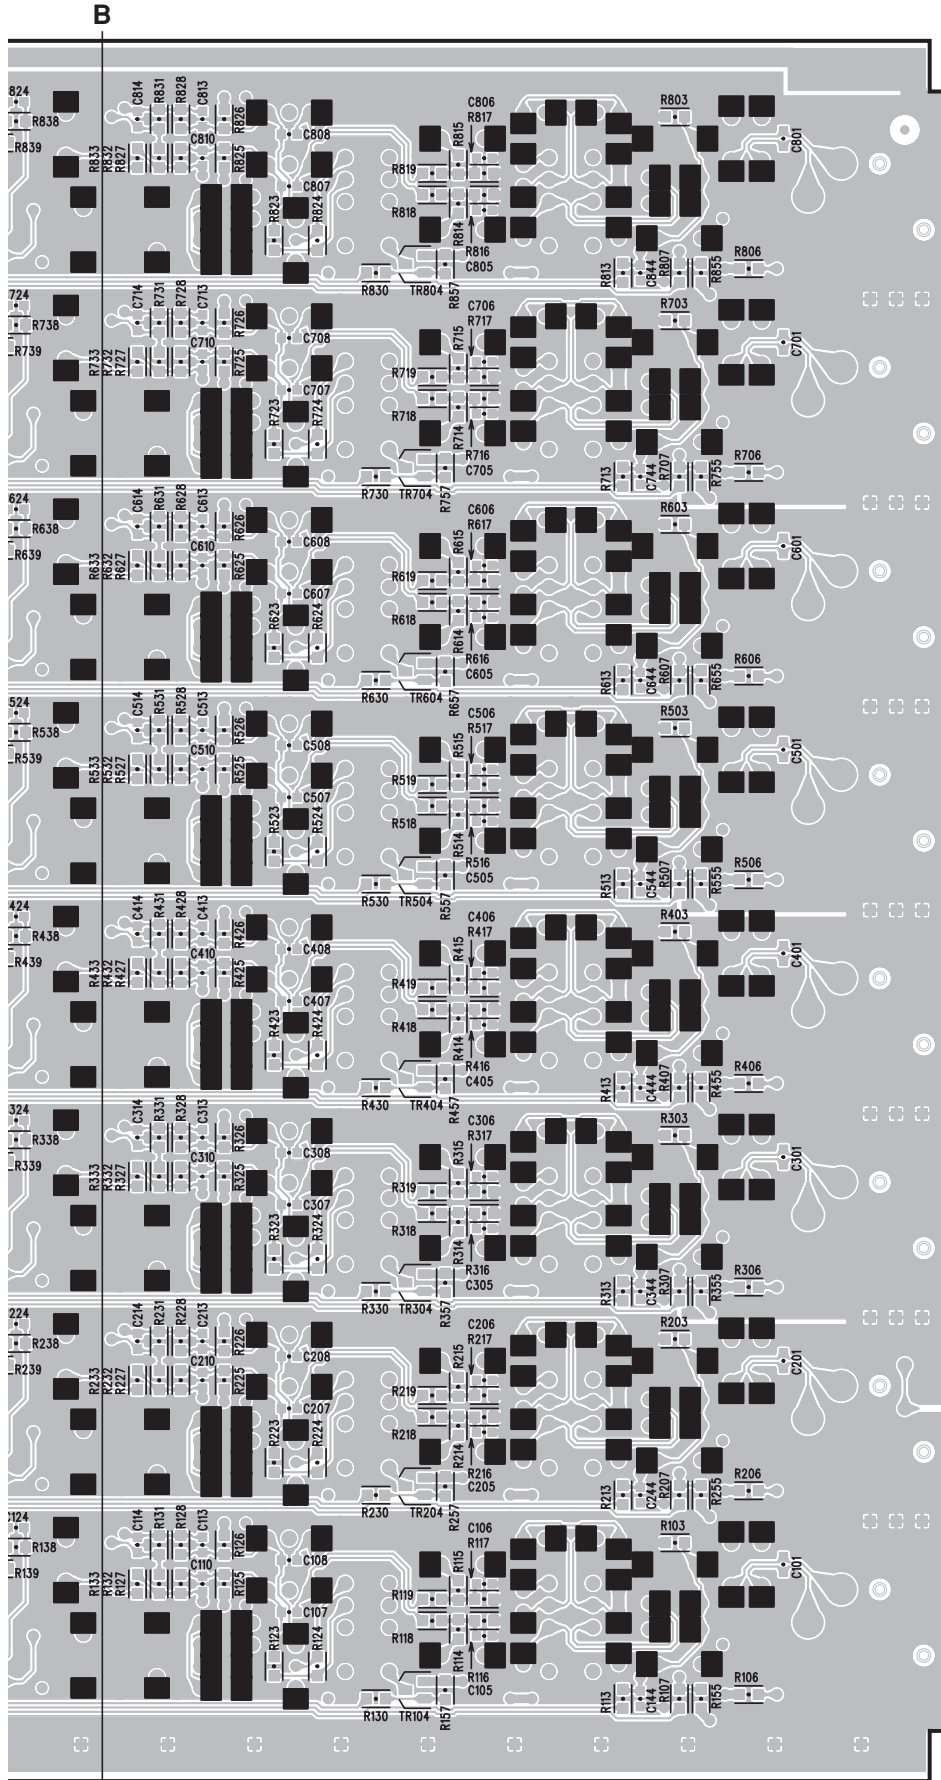 B
824
R838
R839
C814
R831
R828
C813
R826
C810
R833
R832
R827
R825
C808
C807
R823
R824
R819
R818
C806
R817
R815
R814
R816
C805
R830
TR804
R857
R803
C801
R813
C844
R807
R855
R806
724
R738
R739
C714
R731
R728
C713
R726
C710
R733
R732
R727
R725
C708
C707
R723
R724
R719
R718
C706
R717
R715
R714
R716
C705
R730
TR704
R757
R703
C701
R713
C744
R707
R755
R706
624
R638
R639
C614
R631
R628
C613
R626
C610
R633
R632
R627
R625
C608
C607
R623
R624
R619
R618
C606
R617
R615
R614
R616
C605
R630
TR604
R657
R603
C601
R613
C644
R607
R655
R606
524
R538
R539
C514
R531
R528
C513
R526
C510
R533
R532
R527
R525
C508
C507
R523
R524
R519
R518
C506
R517
R515
R514
R516
C505
R530
TR504
R557
R503
C501
R513
C544
R507
R555
R506
424
R438
R439
C414
R431
R428
C413
R426
C410
R433
R432
R427
R425
C408
C407
R423
R424
R419
R418
C406
R417
R415
R414
R416
C405
R430
TR404
R457
R403
C401
R413
C444
R407
R455
R406
324
R338
R339
C314
R331
R328
C313
R326
C310
R333
R332
R327
R325
C308
C307
R323
R324
R319
R318
C306
R317
R315
R314
R316
C305
R330
TR304
R357
R303
C301
R313
C344
R307
R355
R306
224
R238
R239
C214
R231
R228
C213
R226
C210
R233
R232
R227
R225
C208
C207
R223
R224
R219
R218
C206
R217
R215
R214
R216
C205
R230
TR204
R257
R203
C201
R213
C244
R207
R255
R206
C124
R138
R139
C114
R131
R128
C113
R126
C110
R133
R132
R127
R125
C108
C107
R123
R124
R119
R118
C106
R117
R115
R114
R116
C105
R130
TR104
R157
R103
C101
R113
C144
R107
R155
R106